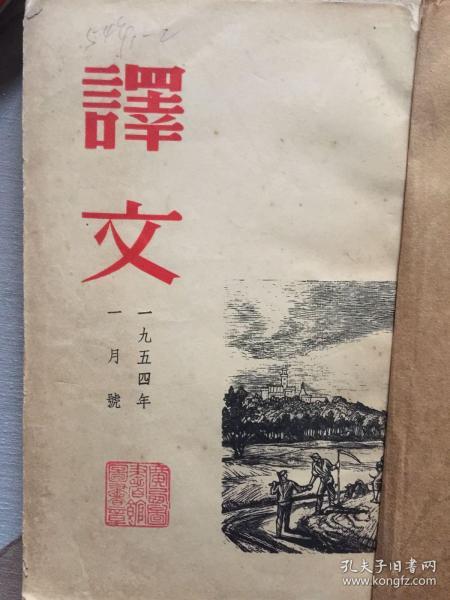 譯文
一九五四年
一月號
孔夫子旧书网
www.kongfz.com